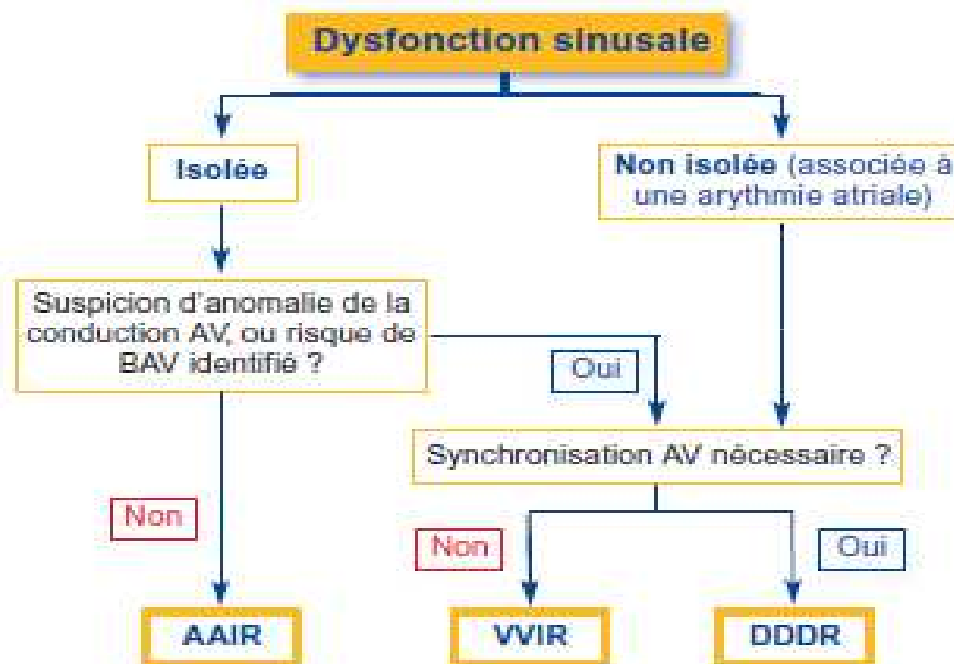 Dysfonction sinusale
Isolée
Non isolée (associée à
une arythmie atriale)
Suspicion d'anomalie de la
conduction AV, ou risque de
BAV identifié ?
Oui
Synchronisation AV nécessaire ?
Non
Non
Oui
AAIR
VVIR
DDDR